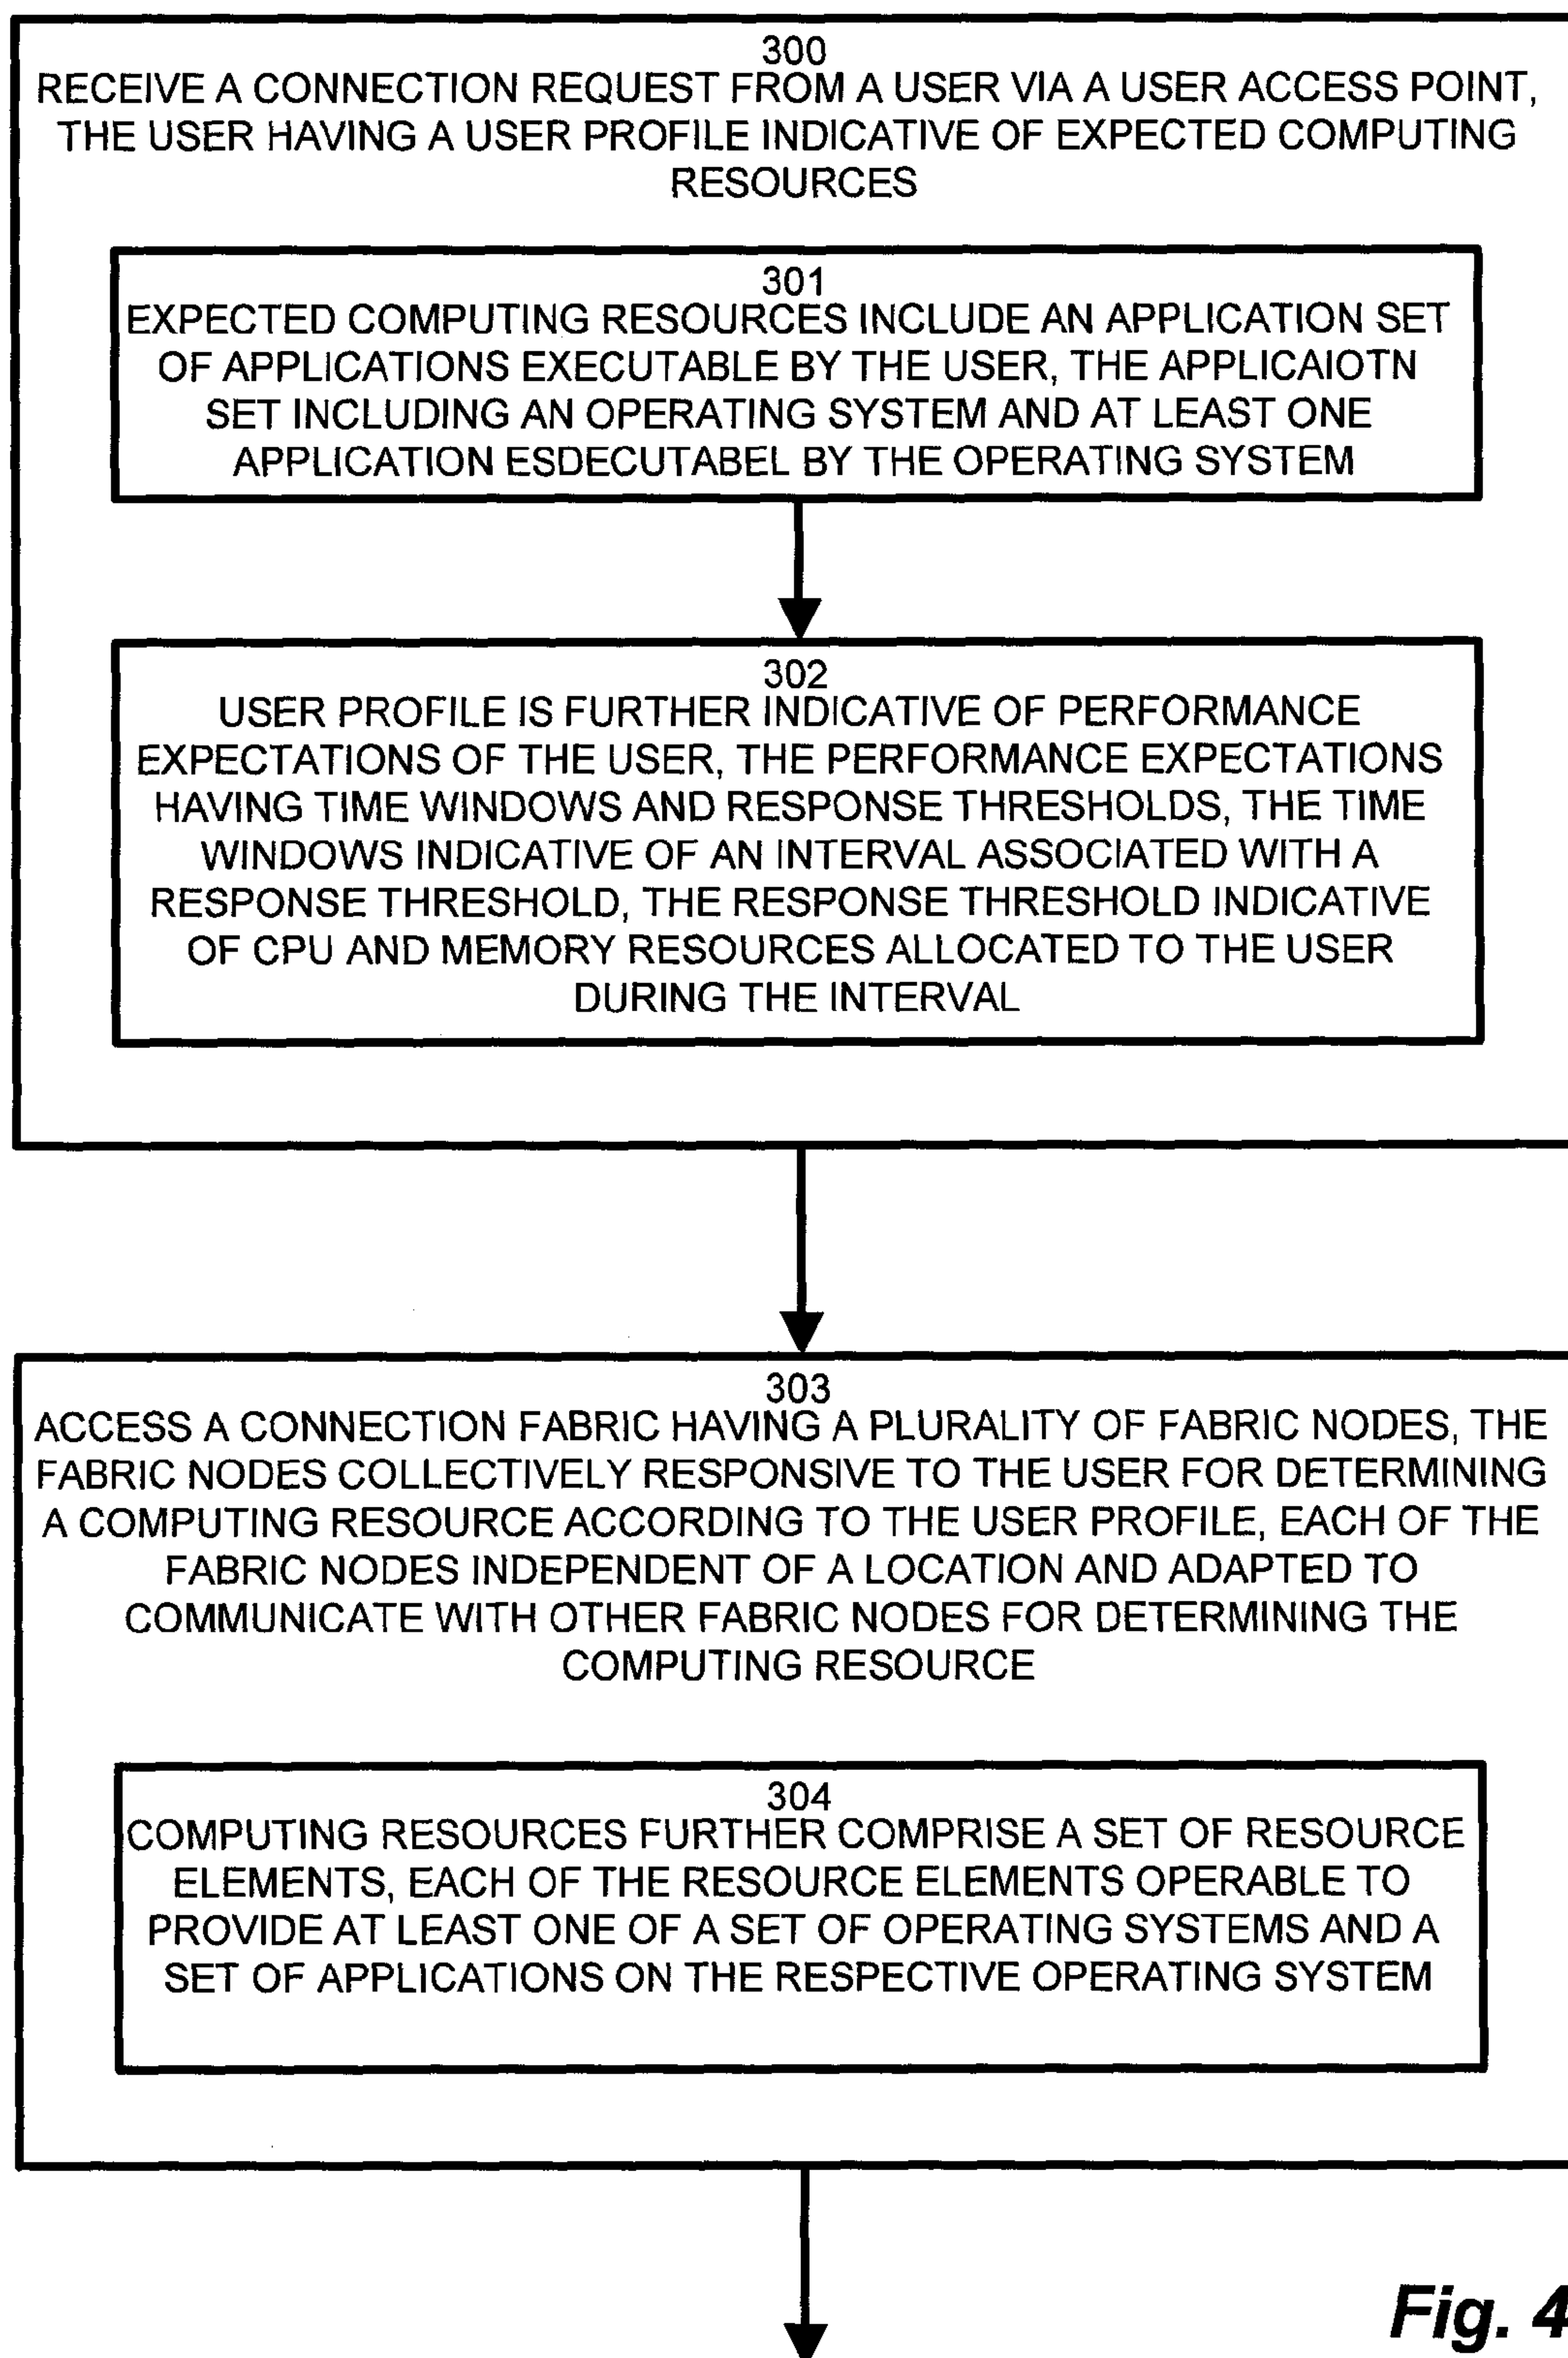 300
RECEIVE A CONNECTION REQUEST FROM A USER VIA A USER ACCESS POINT,
THE USER HAVING A USER PROFILE INDICATIVE OF EXPECTED COMPUTING
RESOURCES
301
EXPECTED COMPUTING RESOURCES INCLUDE AN APPLICATION SET
OF APPLICATIONS EXECUTABLE BY THE USER, THE APPLICAIOTN
SET INCLUDING AN OPERATING SYSTEM AND AT LEAST ONE
APPLICATION ESDECUTABEL BY THE OPERATING SYSTEM
302
USER PROFILE IS FURTHER INDICATIVE OF PERFORMANCE
EXPECTATIONS OF THE USER, THE PERFORMANCE EXPECTATIONS
HAVING TIME WINDOWS AND RESPONSE THRESHOLDS, THE TIME
WINDOWS INDICATIVE OF AN INTERVAL ASSOCIATED WITH A
RESPONSE THRESHOLD, THE RESPONSE THRESHOLD INDICATIVE
OF CPU AND MEMORY RESOURCES ALLOCATED TO THE USER
DURING THE INTERVAL
303
ACCESS A CONNECTION FABRIC HAVING A PLURALITY OF FABRIC NODES, THE
FABRIC NODES COLLECTIVELY RESPONSIVE TO THE USER FOR DETERMINING
A COMPUTING RESOURCE ACCORDING TO THE USER PROFILE, EACH OF THE
FABRIC NODES INDEPENDENT OF A LOCATION AND ADAPTED TO
COMMUNICATE WITH OTHER FABRIC NODES FOR DETERMINING THE
COMPUTING RESOURCE
304
COMPUTING RESOURCES FURTHER COMPRISE A SET OF RESOURCE
ELEMENTS, EACH OF THE RESOURCE ELEMENTS OPERABLE TO
PROVIDE AT LEAST ONE OF A SET OF OPERATING SYSTEMS AND A
SET OF APPLICATIONS ON THE RESPECTIVE OPERATING SYSTEM
Fig. 4